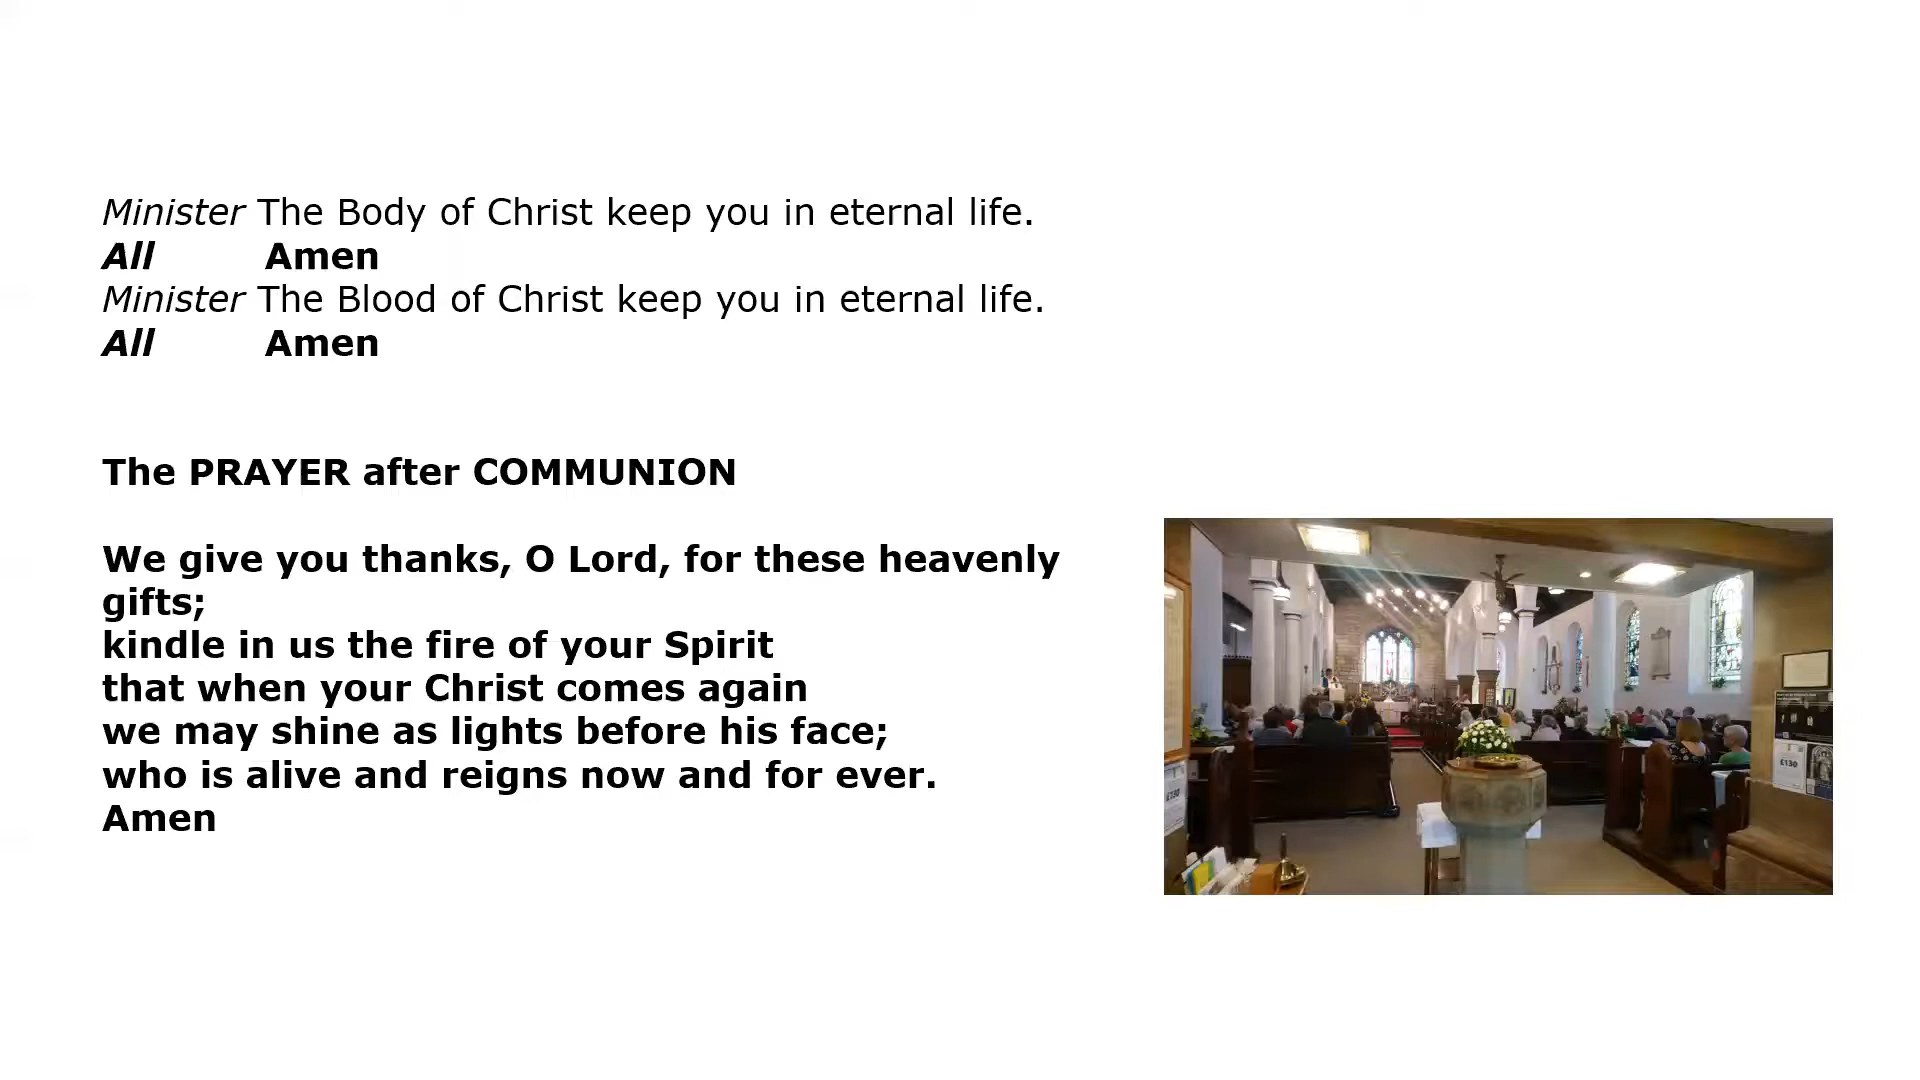 Minister The Body of Christ keep you in eternal life.
All Amen
Minister The Blood of Christ keep you in eternal life.
All Amen
The PRAYER after COMMUNION
We give you thanks, O Lord, for these heavenly
gifts;
kindle in us the fire of your Spirit
that when your Christ comes again
we may shine as lights before his face;
who is alive and reigns now and for ever.
Amen
£130
£130